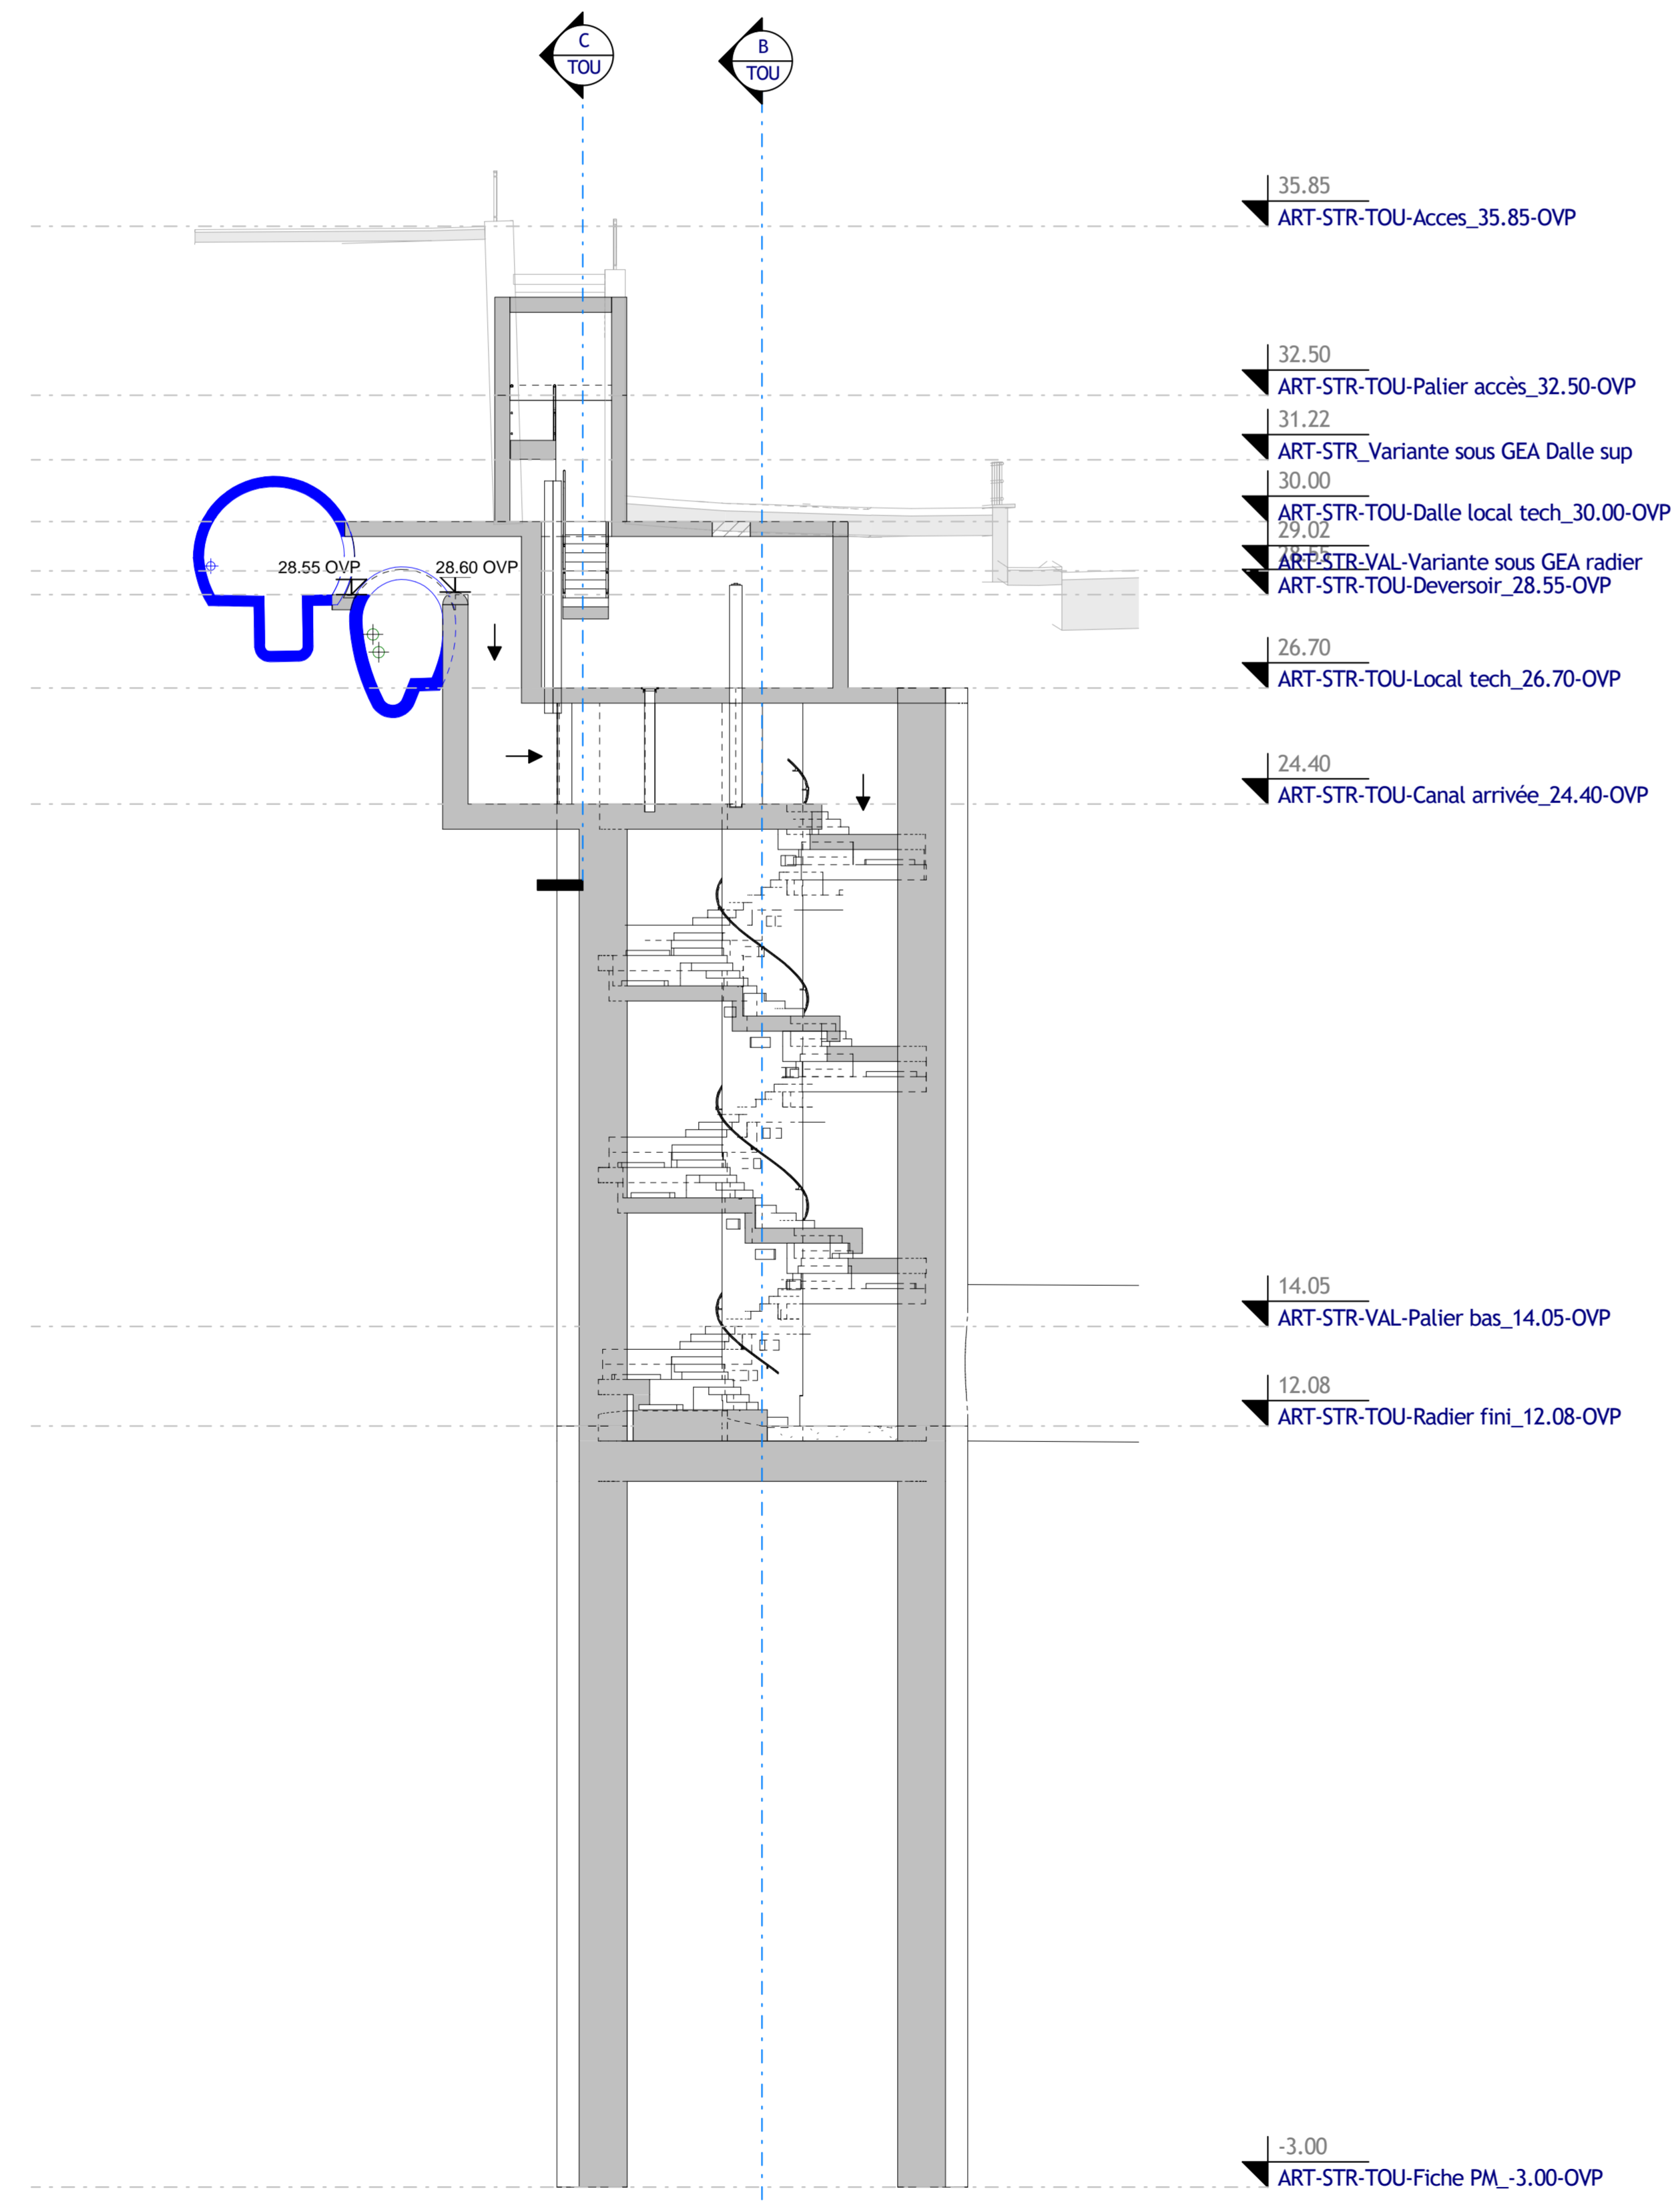 C
TOU
B
TOU
35.85
ART-STR-TOU-Acces_35.85-OVP
32.50
ART-STR-TOU-Palier accès_32.50-OVP
31.22
ART-STR_Variante sous GEA Dalle sup
30.00
ART-STR-TOU-Dalle local tech_30.00-OVP
29.02
ART-STR-VAL-Variante sous GEA radier
28.55
ART-STR-TOU-Deversoir_28.55-OVP
28.55 OVP
28.60 OVP
26.70
ART-STR-TOU-Local tech_26.70-OVP
24.40
ART-STR-TOU-Canal arrivée_24.40-OVP
14.05
ART-STR-VAL-Palier bas_14.05-OVP
12.08
ART-STR-TOU-Radier fini_12.08-OVP
-3.00
ART-STR-TOU-Fiche PM_-3.00-OVP